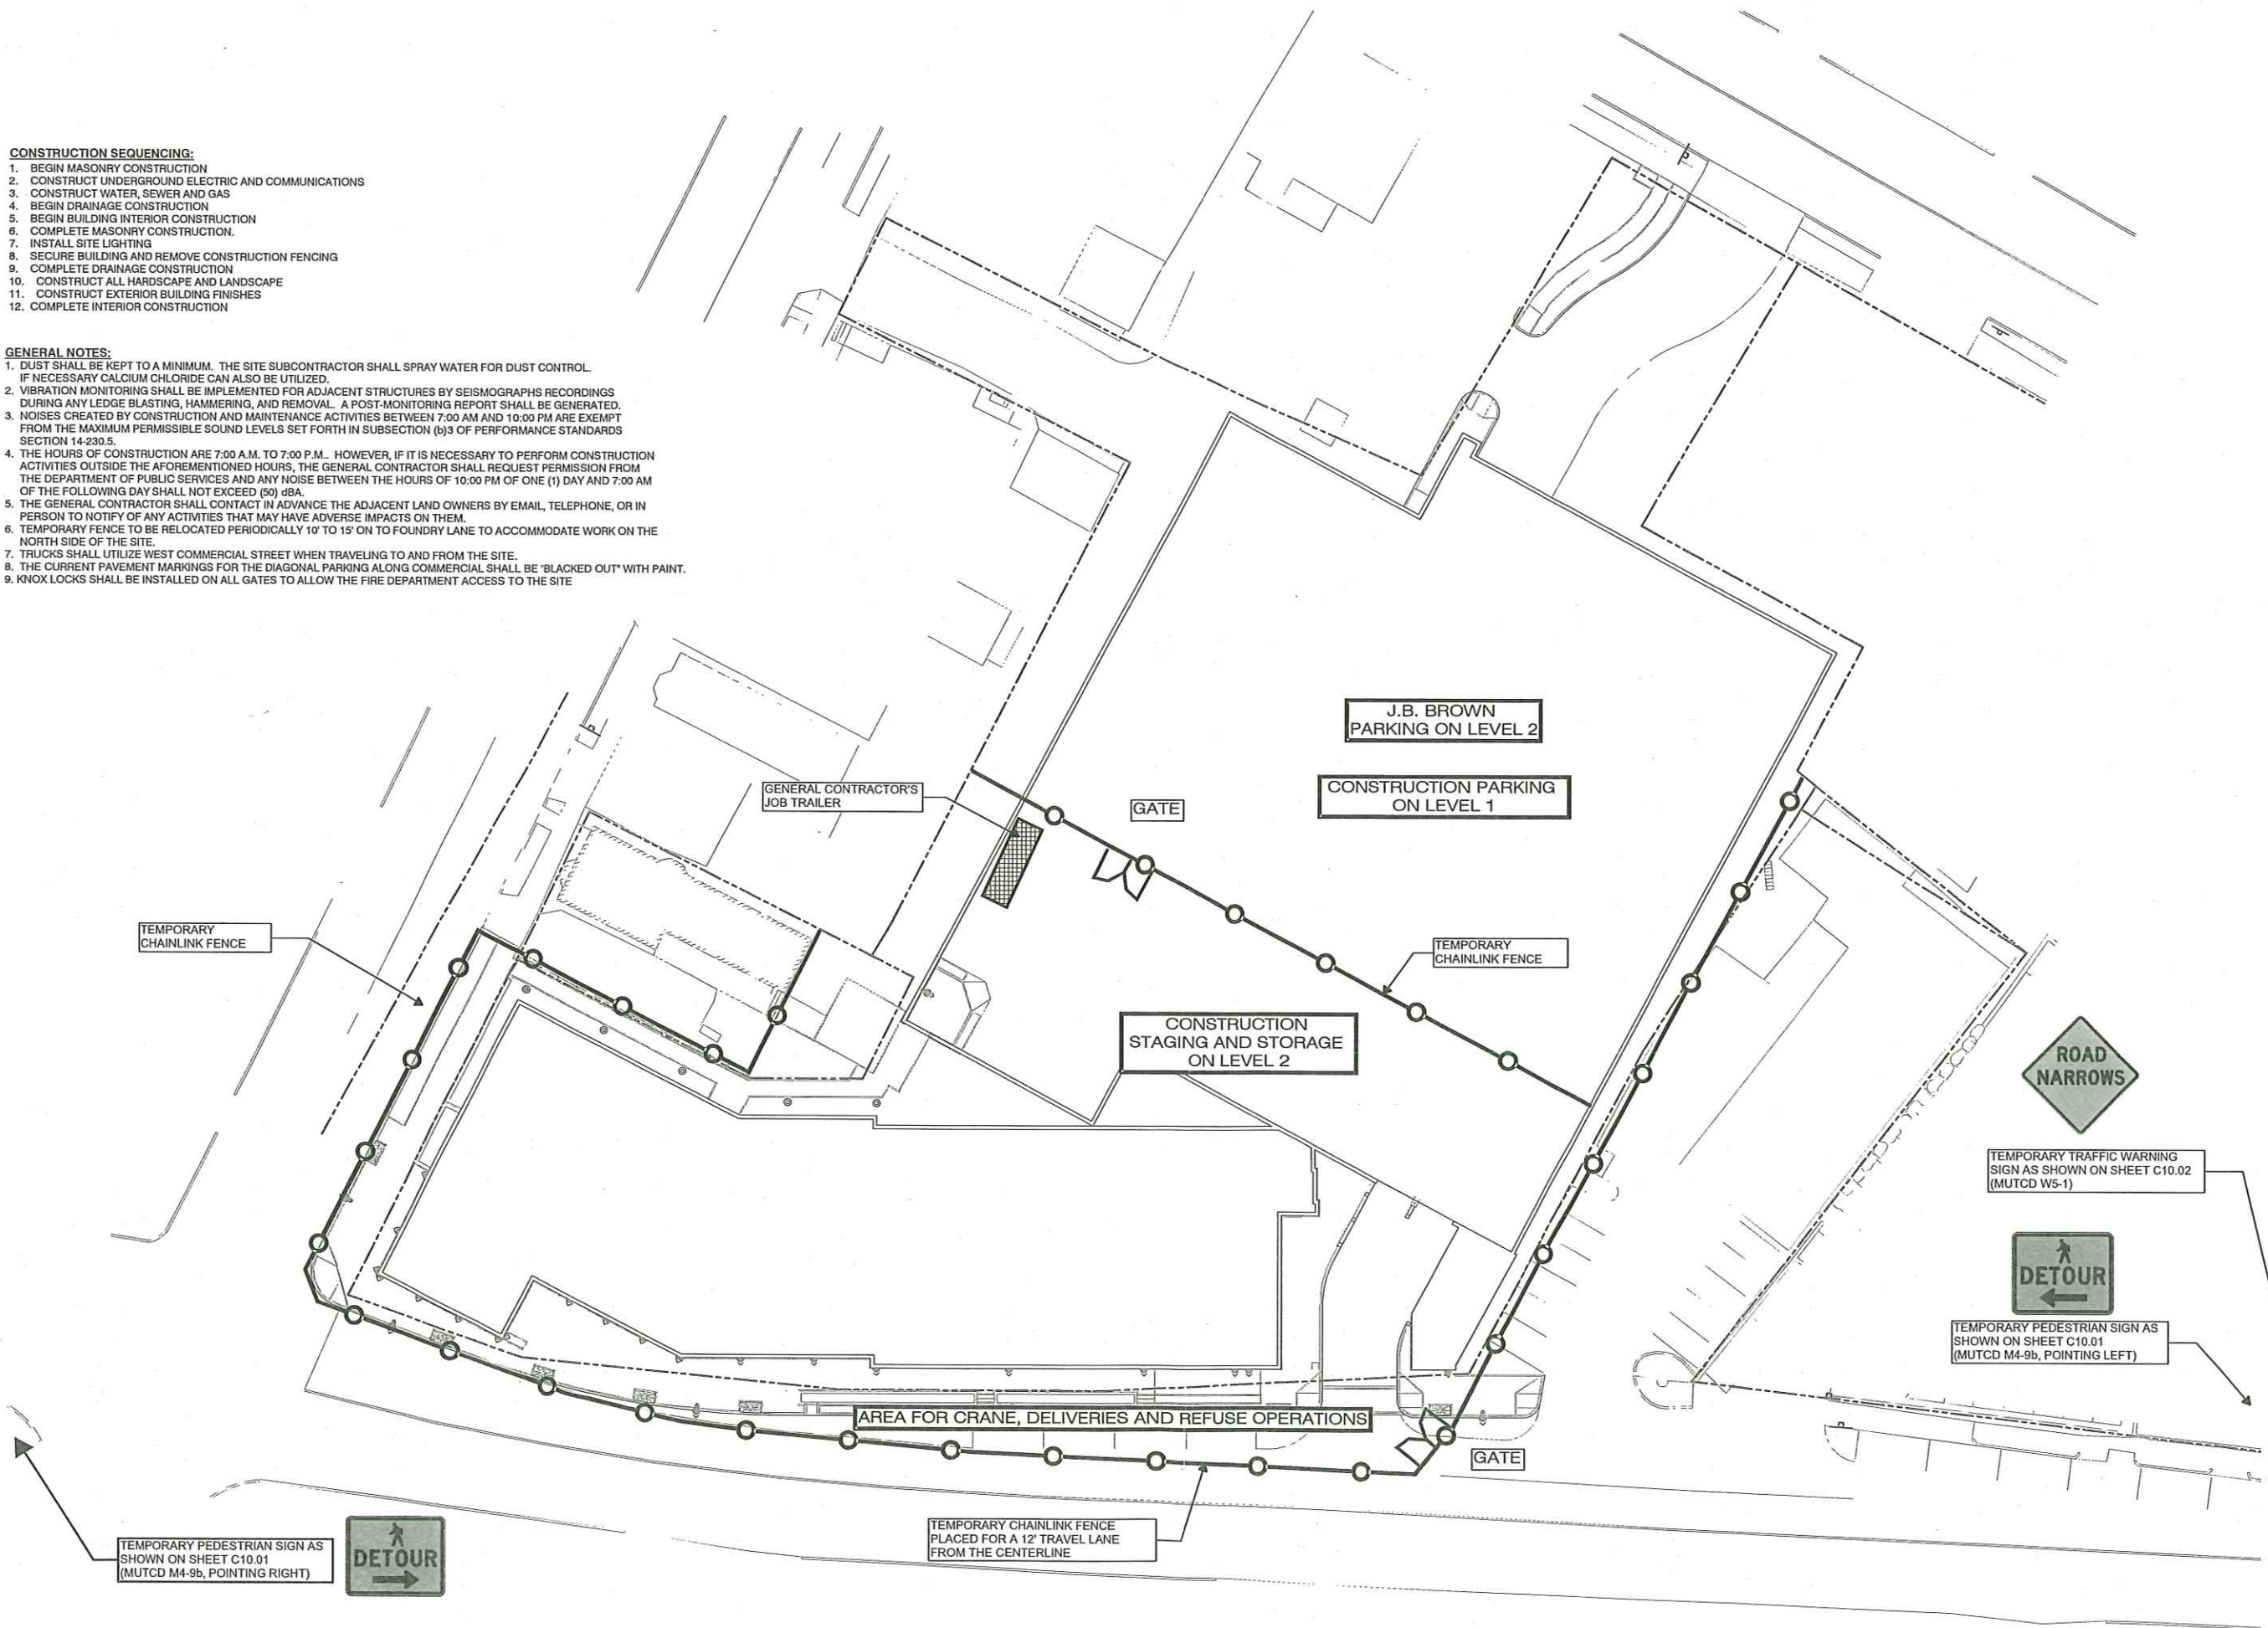 CONSTRUCTION SEQUENCING:
1. BEGIN MASONRY CONSTRUCTION
2. CONSTRUCT UNDERGROUND ELECTRIC AND COMMUNICATIONS
3. CONSTRUCT WATER, SEWER AND GAS
4. BEGIN DRAINAGE CONSTRUCTION
5. BEGIN BUILDING INTERIOR CONSTRUCTION
6. COMPLETE MASONRY CONSTRUCTION.
7. INSTALL SITE LIGHTING
8. SECURE BUILDING AND REMOVE CONSTRUCTION FENCING
9. COMPLETE DRAINAGE CONSTRUCTION
10. CONSTRUCT ALL HARDSCAPE AND LANDSCAPE
11. CONSTRUCT EXTERIOR BUILDING FINISHES
12. COMPLETE INTERIOR CONSTRUCTION
GENERAL NOTES:
1. DUST SHALL BE KEPT TO A MINIMUM. THE SITE SUBCONTRACTOR SHALL SPRAY WATER FOR DUST CONTROL.
IF NECESSARY CALCIUM CHLORIDE CAN ALSO BE UTILIZED.
2. VIBRATION MONITORING SHALL BE IMPLEMENTED FOR ADJACENT STRUCTURES BY SEISMOGRAPHS RECORDINGS
DURING ANY LEDGE BLASTING, HAMMERING, AND REMOVAL. A POST-MONITORING REPORT SHALL BE GENERATED.
3. NOISES CREATED BY CONSTRUCTION AND MAINTENANCE ACTIVITIES BETWEEN 7:00 AM AND 10:00 PM ARE EXEMPT
FROM THE MAXIMUM PERMISSIBLE SOUND LEVELS SET FORTH IN SUBSECTION (b)3 OF PERFORMANCE STANDARDS
SECTION 14-230.5.
4. THE HOURS OF CONSTRUCTION ARE 7:00 A.M. TO 7:00 P.M.. HOWEVER, IF IT IS NECESSARY TO PERFORM CONSTRUCTION
ACTIVITIES OUTSIDE THE AFOREMENTIONED HOURS, THE GENERAL CONTRACTOR SHALL REQUEST PERMISSION FROM
THE DEPARTMENT OF PUBLIC SERVICES AND ANY NOISE BETWEEN THE HOURS OF 10:00 PM OF ONE (1) DAY AND 7:00 AM
OF THE FOLLOWING DAY SHALL NOT EXCEED (50) dBA.
5. THE GENERAL CONTRACTOR SHALL CONTACT IN ADVANCE THE ADJACENT LAND OWNERS BY EMAIL, TELEPHONE, OR IN
PERSON TO NOTIFY OF ANY ACTIVITIES THAT MAY HAVE ADVERSE IMPACTS ON THEM.
6. TEMPORARY FENCE TO BE RELOCATED PERIODICALLY 10' TO 15' ON TO FOUNDRY LANE TO ACCOMMODATE WORK ON THE
NORTH SIDE OF THE SITE.
7. TRUCKS SHALL UTILIZE WEST COMMERCIAL STREET WHEN TRAVELING TO AND FROM THE SITE.
8. THE CURRENT PAVEMENT MARKINGS FOR THE DIAGONAL PARKING ALONG COMMERCIAL SHALL BE "BLACKED OUT" WITH PAINT.
9. KNOX LOCKS SHALL BE INSTALLED ON ALL GATES TO ALLOW THE FIRE DEPARTMENT ACCESS TO THE SITE
J.B. BROWN
PARKING ON LEVEL 2
CONSTRUCTION PARKING
ON LEVEL 1
GENERAL CONTRACTOR'S
JOB TRAILER
GATE
TEMPORARY
CHAINLINK FENCE
TEMPORARY
CHAINLINK FENCE
CONSTRUCTION
STAGING AND STORAGE
ON LEVEL 2
ROAD
NARROWS
TEMPORARY TRAFFIC WARNING
SIGN AS SHOWN ON SHEET C10.02
(MUTCD W5-1)
DETOUR
TEMPORARY PEDESTRIAN SIGN AS
SHOWN ON SHEET C10.01
(MUTCD M4-9b, POINTING LEFT)
AREA FOR CRANE, DELIVERIES AND REFUSE OPERATIONS
GATE
TEMPORARY CHAINLINK FENCE
PLACED FOR A 12' TRAVEL LANE
FROM THE CENTERLINE
TEMPORARY PEDESTRIAN SIGN AS
SHOWN ON SHEET C10.01
(MUTCD M4-9b, POINTING RIGHT)
DETOUR